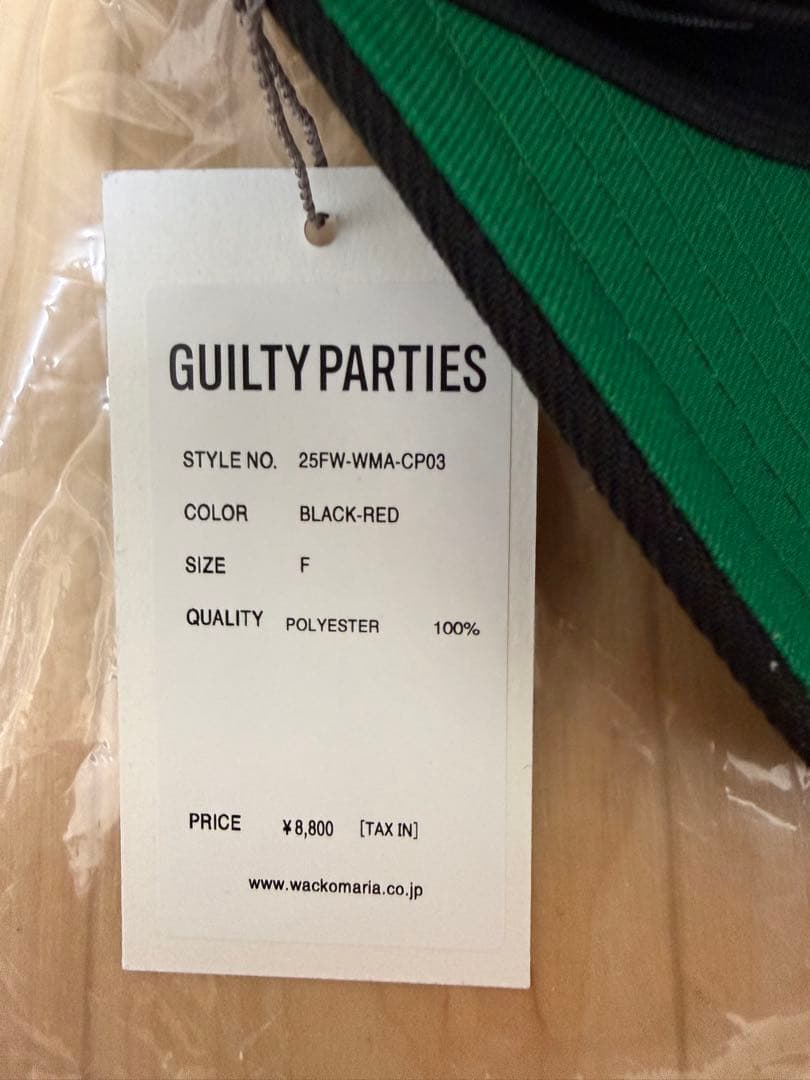 GUILTY PARTIES
STYLE NO. 25FW-WMA-CP03
COLOR BLACK-RED
SIZE F
QUALITY POLYESTER 100%
PRICE ¥8,800 [TAX IN]
www.wackomaria.co.jp